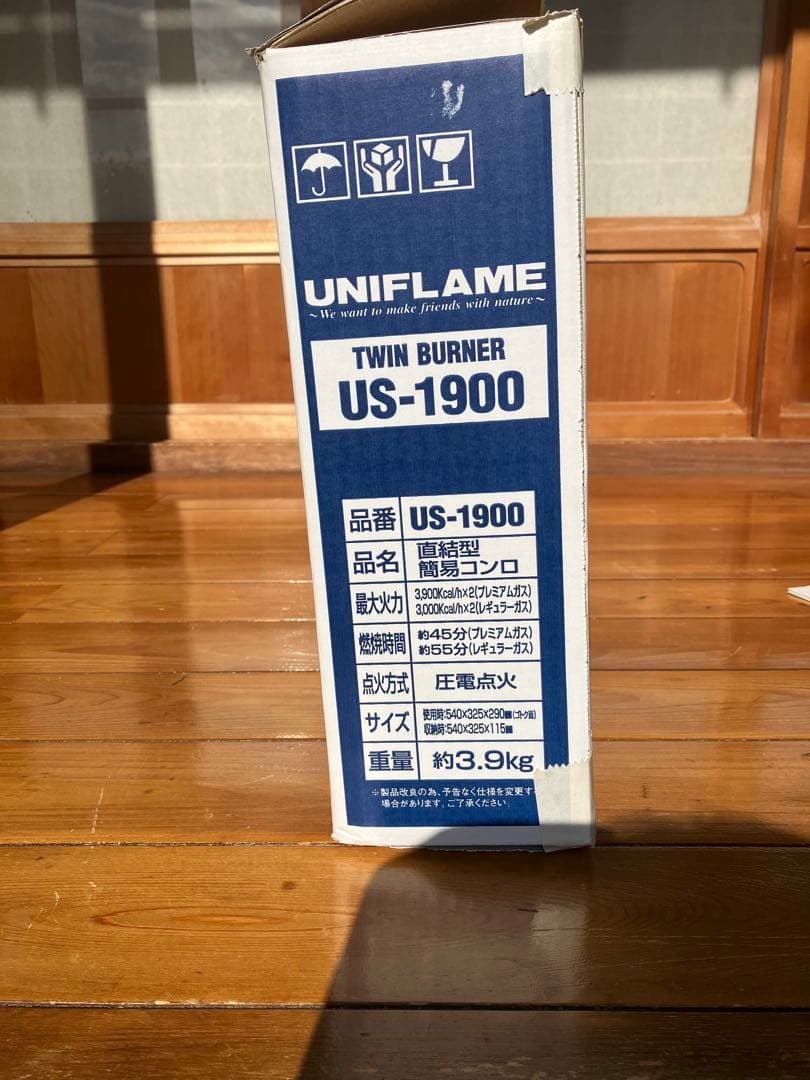 UNIFLAME
～We want to make friends with nature～
TWIN BURNER
US-1900
品番 US-1900
品名 直結型
簡易コンロ
最大火力 3,900Kcal/h×2(プレミアムガス)
3,000Kcal/h×2(レギュラーガス)
燃焼時間 約45分(プレミアムガス)
約55分(レギュラーガス)
点火方式 圧電点火
サイズ 使用時:540×325×290㎜(ゴトク面)
収納時:540×325×115㎜
重量 約3.9kg
※製品改良の為、予告なく仕様を変更す
場合があります。ご了承ください。